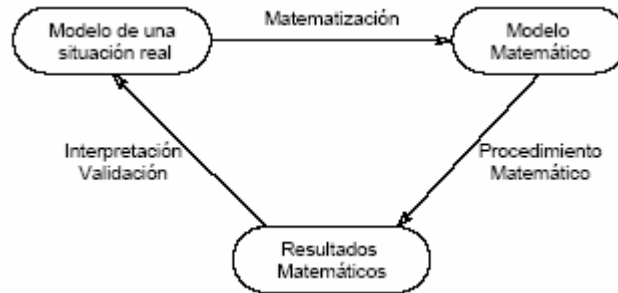 Modelo de una
situación real
Matematización
Modelo
Matemático
Interpretación
Validación
Procedimiento
Matemático
Resultados
Matemáticos